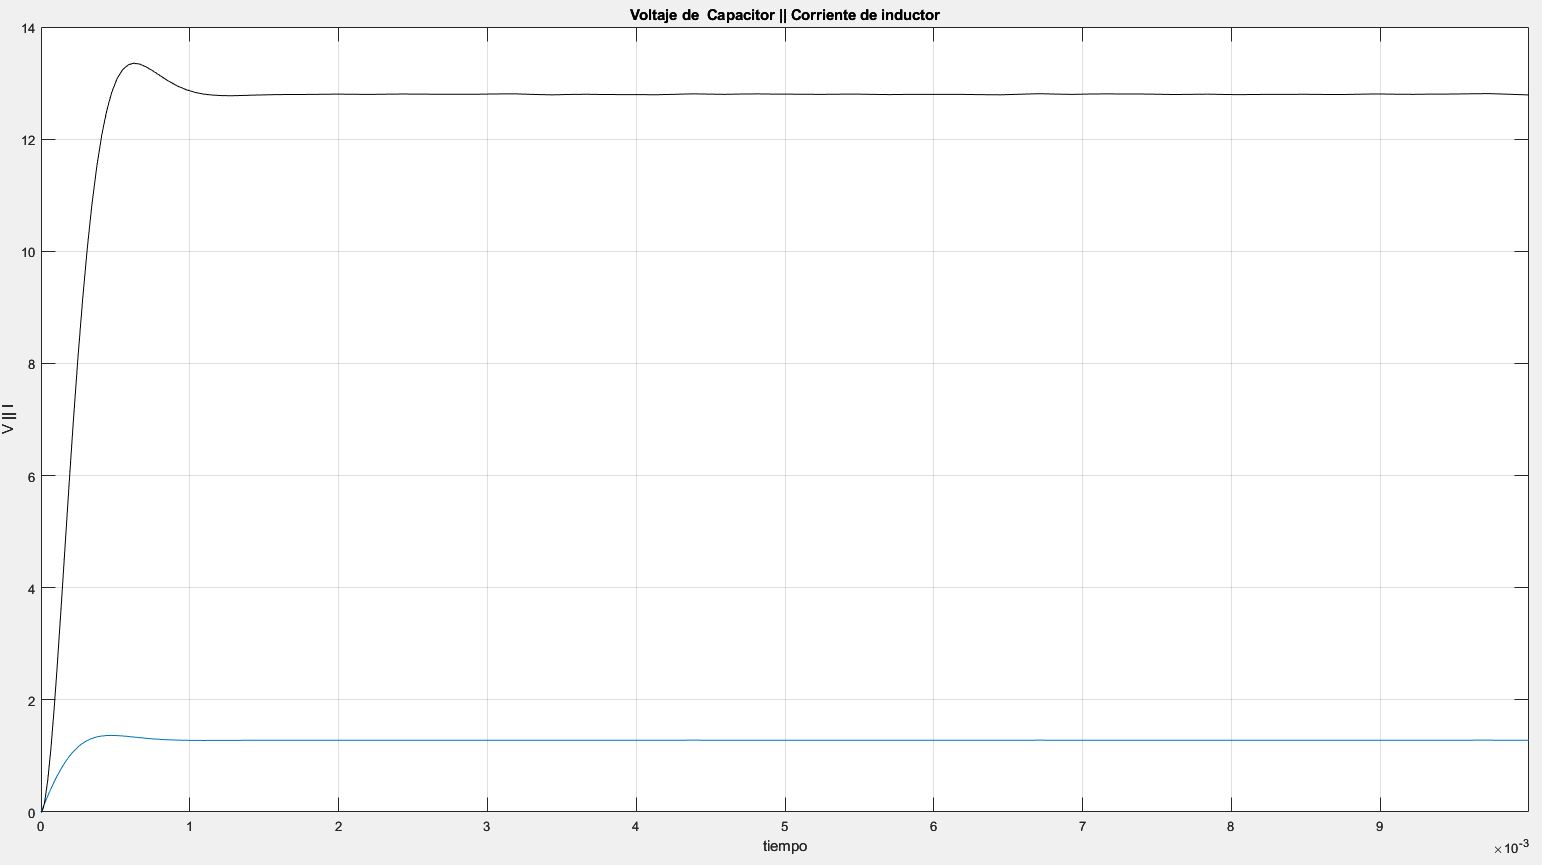 Voltaje de  Capacitor || Corriente de inductor
14
12
10
8
6
4
2
0
V || I
0 1 2 3 4 5 6 7 8 9
×10-3
tiempo